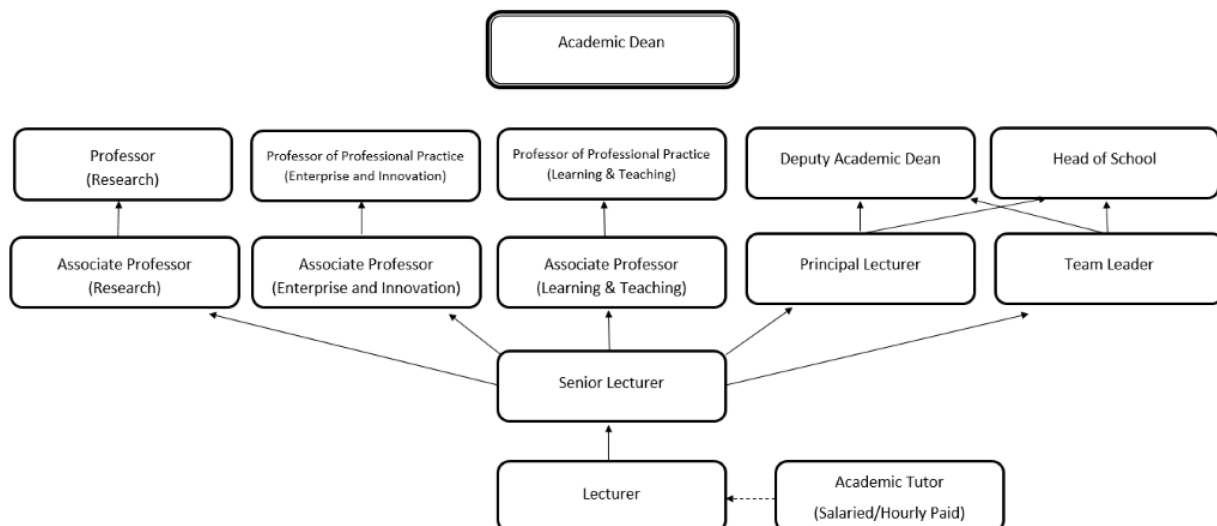 Academic Dean
Professor
(Research)
Professor of Professional Practice
(Enterprise and Innovation)
Professor of Professional Practice
(Learning & Teaching)
Deputy Academic Dean
Head of School
Associate Professor
(Research)
Associate Professor
(Enterprise and Innovation)
Associate Professor
(Learning & Teaching)
Principal Lecturer
Team Leader
Senior Lecturer
Lecturer
Academic Tutor
(Salaried/Hourly Paid)